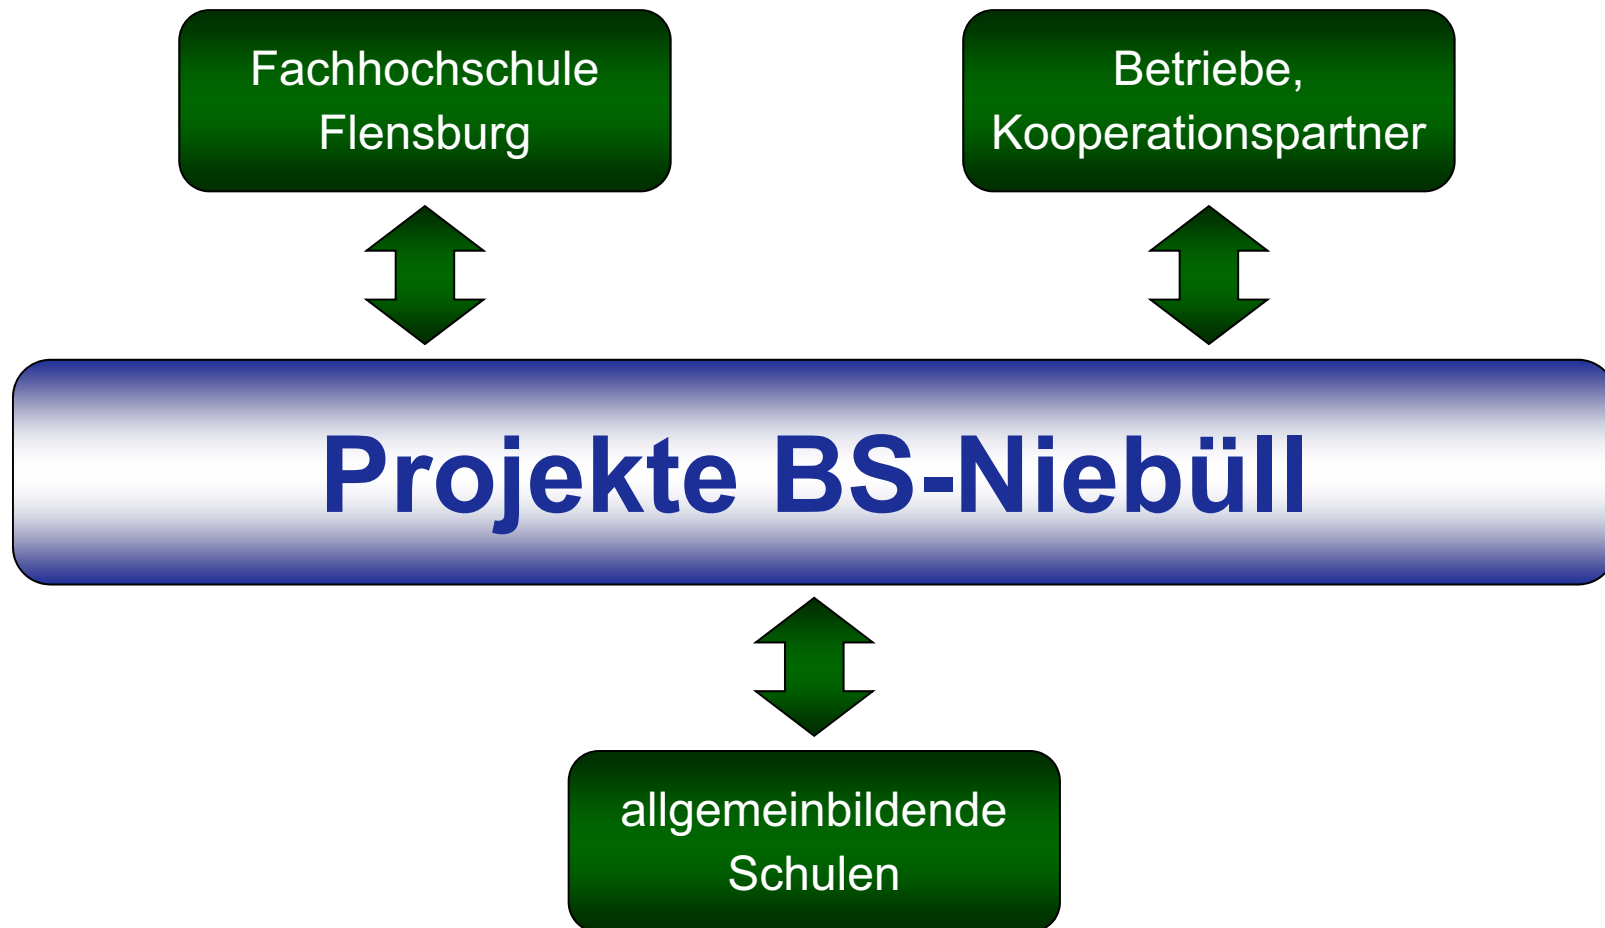 Fachhochschule
Flensburg
Betriebe,
Kooperationspartner
Projekte BS-Niebüll
allgemeinbildende
Schulen